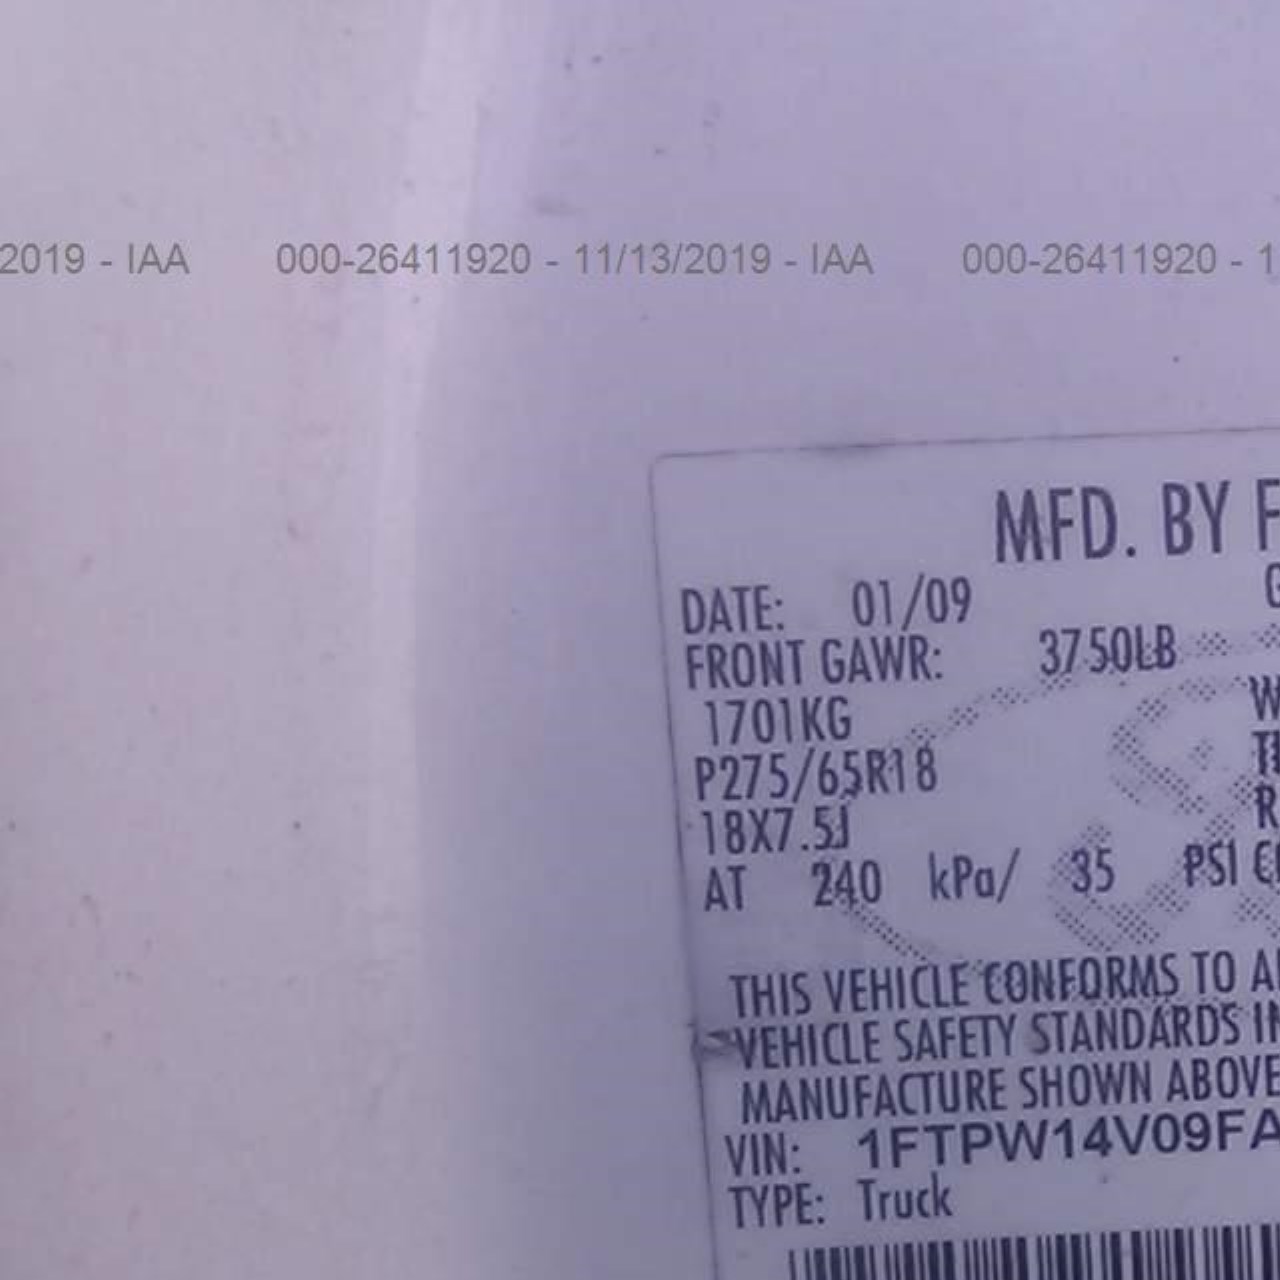 2019 - IAA 000-26411920 - 11/13/2019 - IAA 000-26411920 - 1
MFD. BY F
DATE: 01/09 G
FRONT GAWR: 3750LB
1701KG W
P275/65R18
18X7.5J R
AT 240 kPa/ 35 PSI
THIS VEHICLE CONFORMS TO
VEHICLE SAFETY STANDARDS IN
MANUFACTURE SHOWN ABOVE
VIN: 1FTPW14V09FA
TYPE: Truck